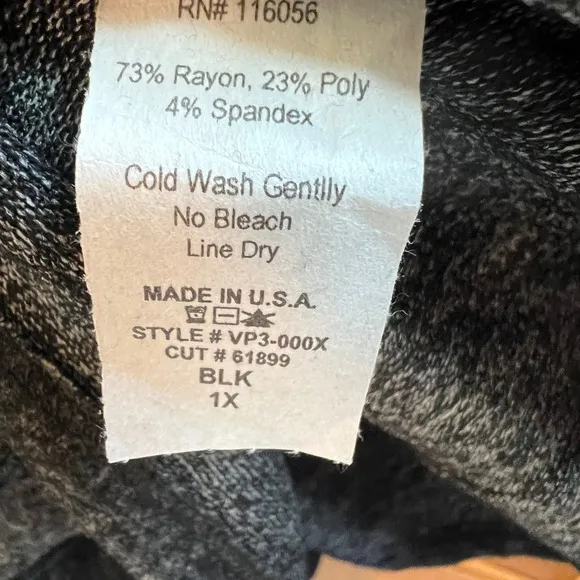 RN# 116056
73% Rayon, 23% Poly
4% Spandex
Cold Wash Gentlly
No Bleach
Line Dry
MADE IN U.S.A.
STYLE # VP3-000X
CUT # 61899
BLK
1X